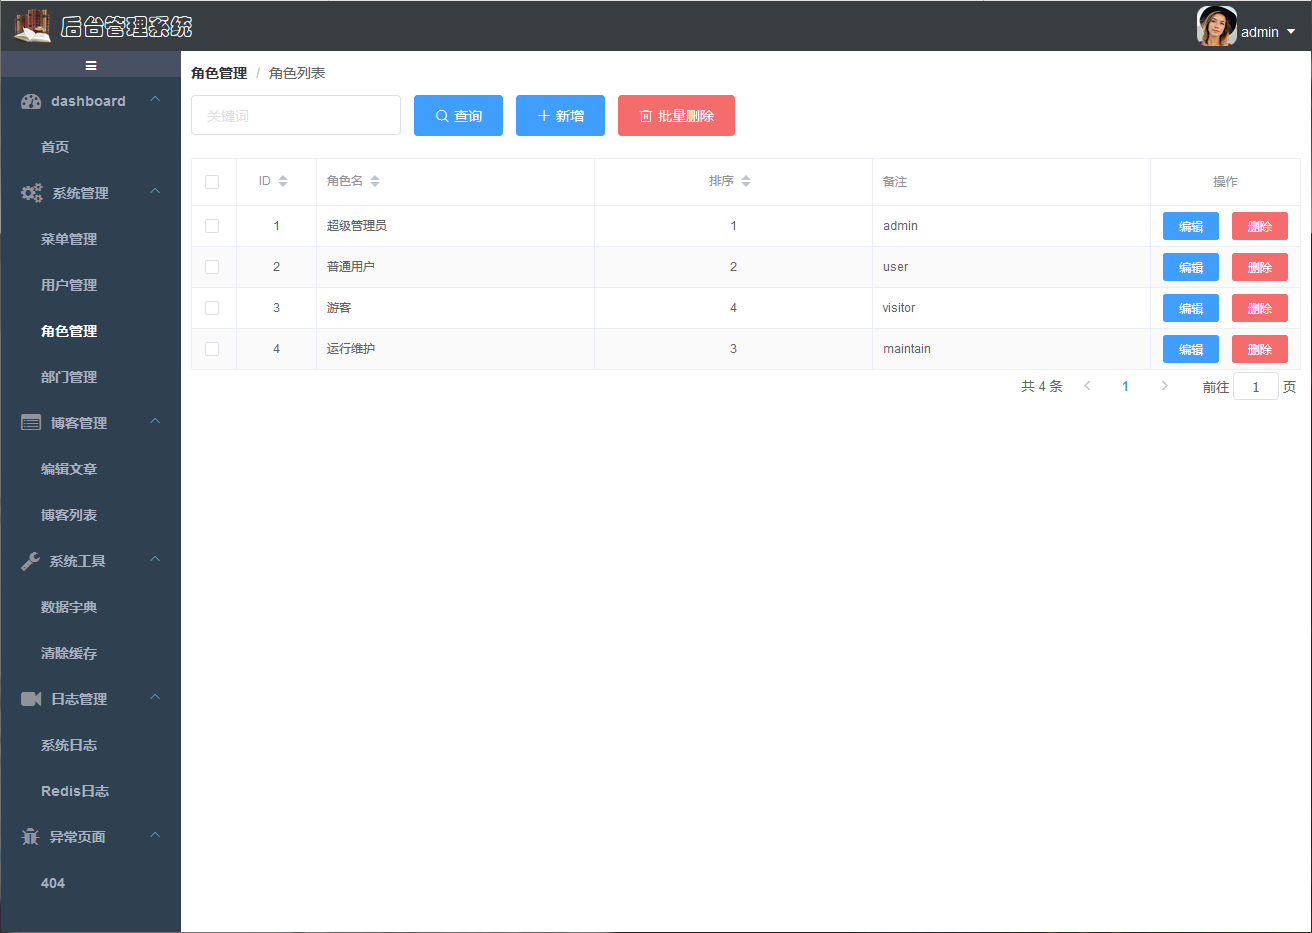 后台管理系统
admin
dashboard
首页
系统管理
菜单管理
用户管理
角色管理
部门管理
博客管理
编辑文章
博客列表
系统工具
数据字典
清除缓存
日志管理
系统日志
Redis日志
异常页面
404
角色管理 / 角色列表
关键词 查询 新增 批量删除
ID 角色名 排序 备注 操作
1 超级管理员 1 admin 编辑 删除
2 普通用户 2 user 编辑 删除
3 游客 4 visitor 编辑 删除
4 运行维护 3 maintain 编辑 删除
共 4 条 1 前往 1 页